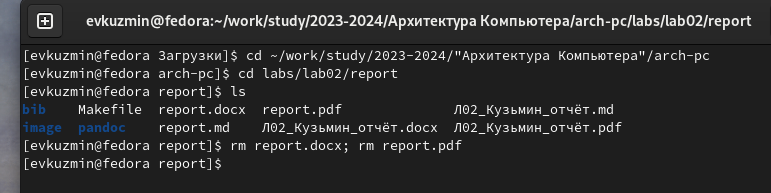 evkuzmin@fedora:~/work/study/2023-2024/Архитектура Компьютера/arch-pc/labs/lab02/report
[evkuzmin@fedora Загрузки]$ cd ~/work/study/2023-2024/"Архитектура Компьютера"/arch-pc
[evkuzmin@fedora arch-pc]$ cd labs/lab02/report
[evkuzmin@fedora report]$ ls
bib    Makefile  report.docx  report.pdf              Л02_Кузьмин_отчёт.md
image  pandoc    report.md    Л02_Кузьмин_отчёт.docx  Л02_Кузьмин_отчёт.pdf
[evkuzmin@fedora report]$ rm report.docx; rm report.pdf
[evkuzmin@fedora report]$